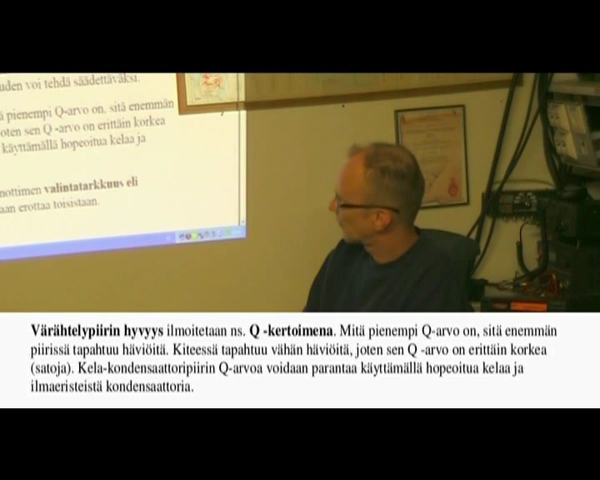 uden voi tehdä säädettäväksi.
pienempi Q-arvo on, sitä enemmän
joten sen Q -arvo on erittäin korkea
käyttämällä hopeoitua kelaa ja
valintatarkkuus eli
erottaa toisistaan.
Värähtelypiirin hyvyys ilmoitetaan ns. Q -kertoimena. Mitä pienempi Q-arvo on, sitä enemmän
piirissä tapahtuu häviöitä. Kiteessä tapahtuu vähän häviöitä, joten sen Q -arvo on erittäin korkea
(satoja). Kela-kondensaattoripiirin Q-arvoa voidaan parantaa käyttämällä hopeoitua kelaa ja
ilmaeristeistä kondensaattoria.